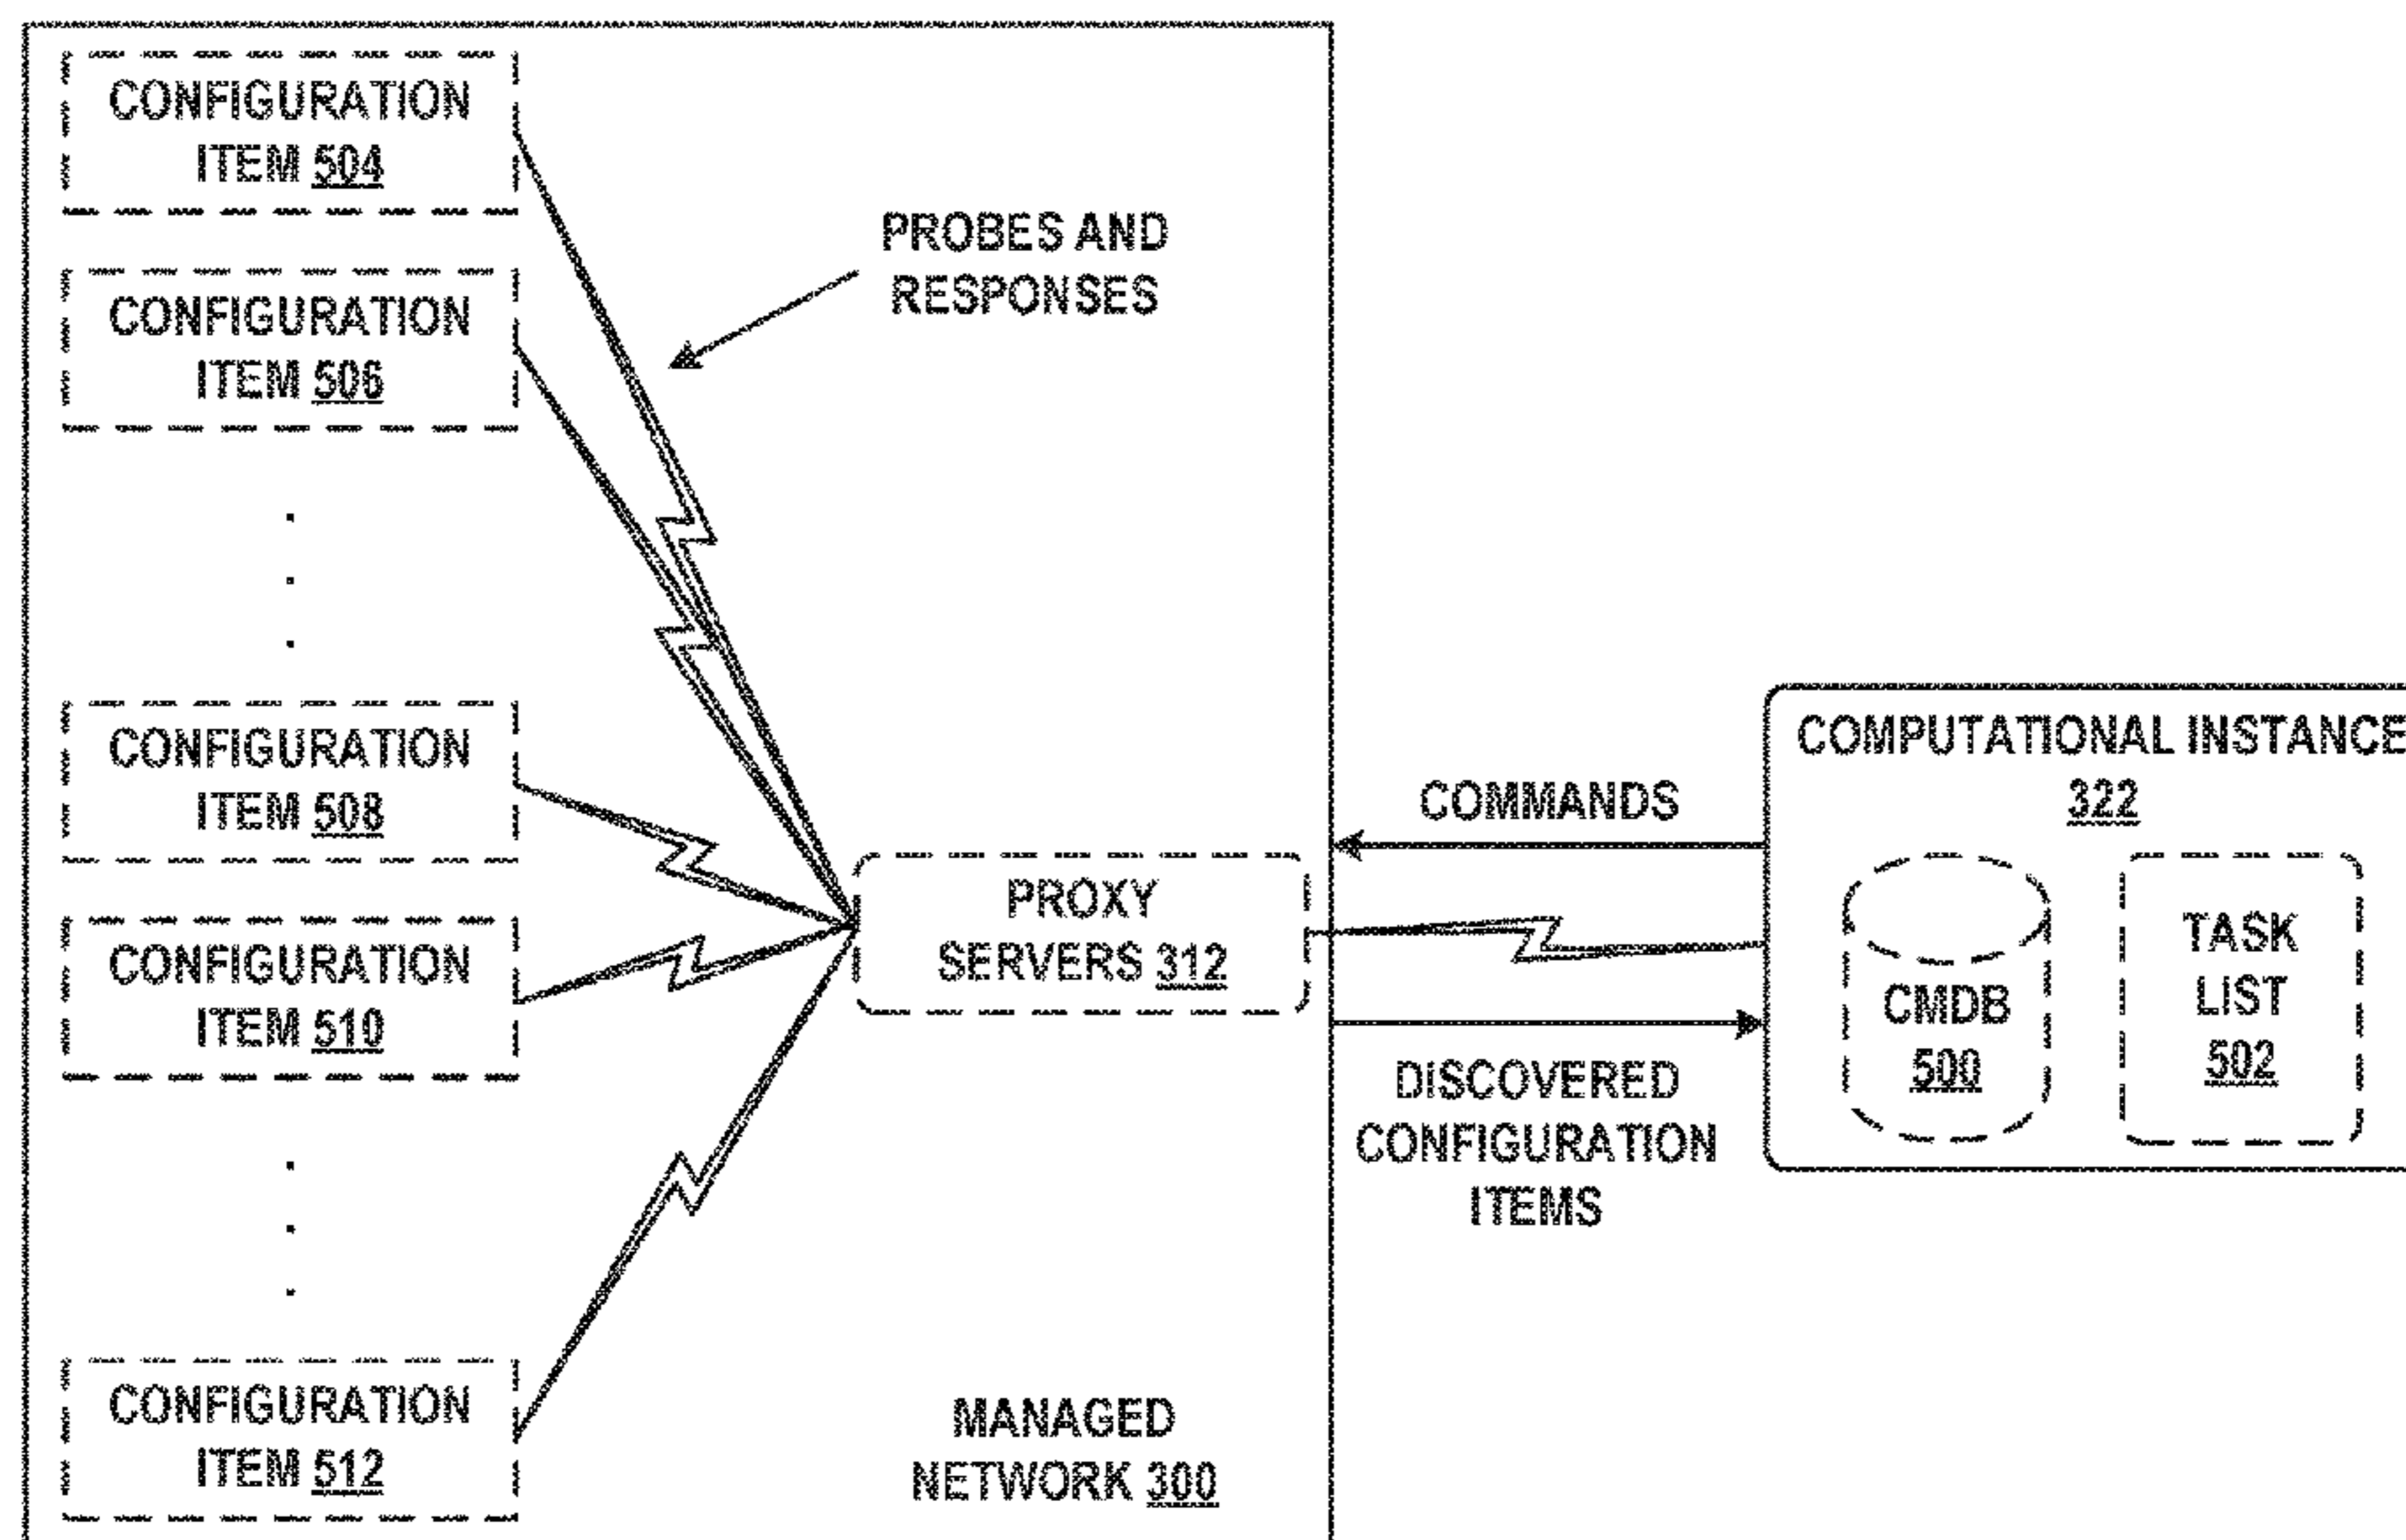 CONFIGURATION
ITEM 504
PROBES AND
RESPONSES
CONFIGURATION
ITEM 506
CONFIGURATION
ITEM 508
CONFIGURATION
ITEM 510
CONFIGURATION
ITEM 512
PROXY
SERVERS 312
MANAGED
NETWORK 300
COMMANDS
DISCOVERED
CONFIGURATION
ITEMS
COMPUTATIONAL INSTANCE
322
CMDB
500
TASK
LIST
502